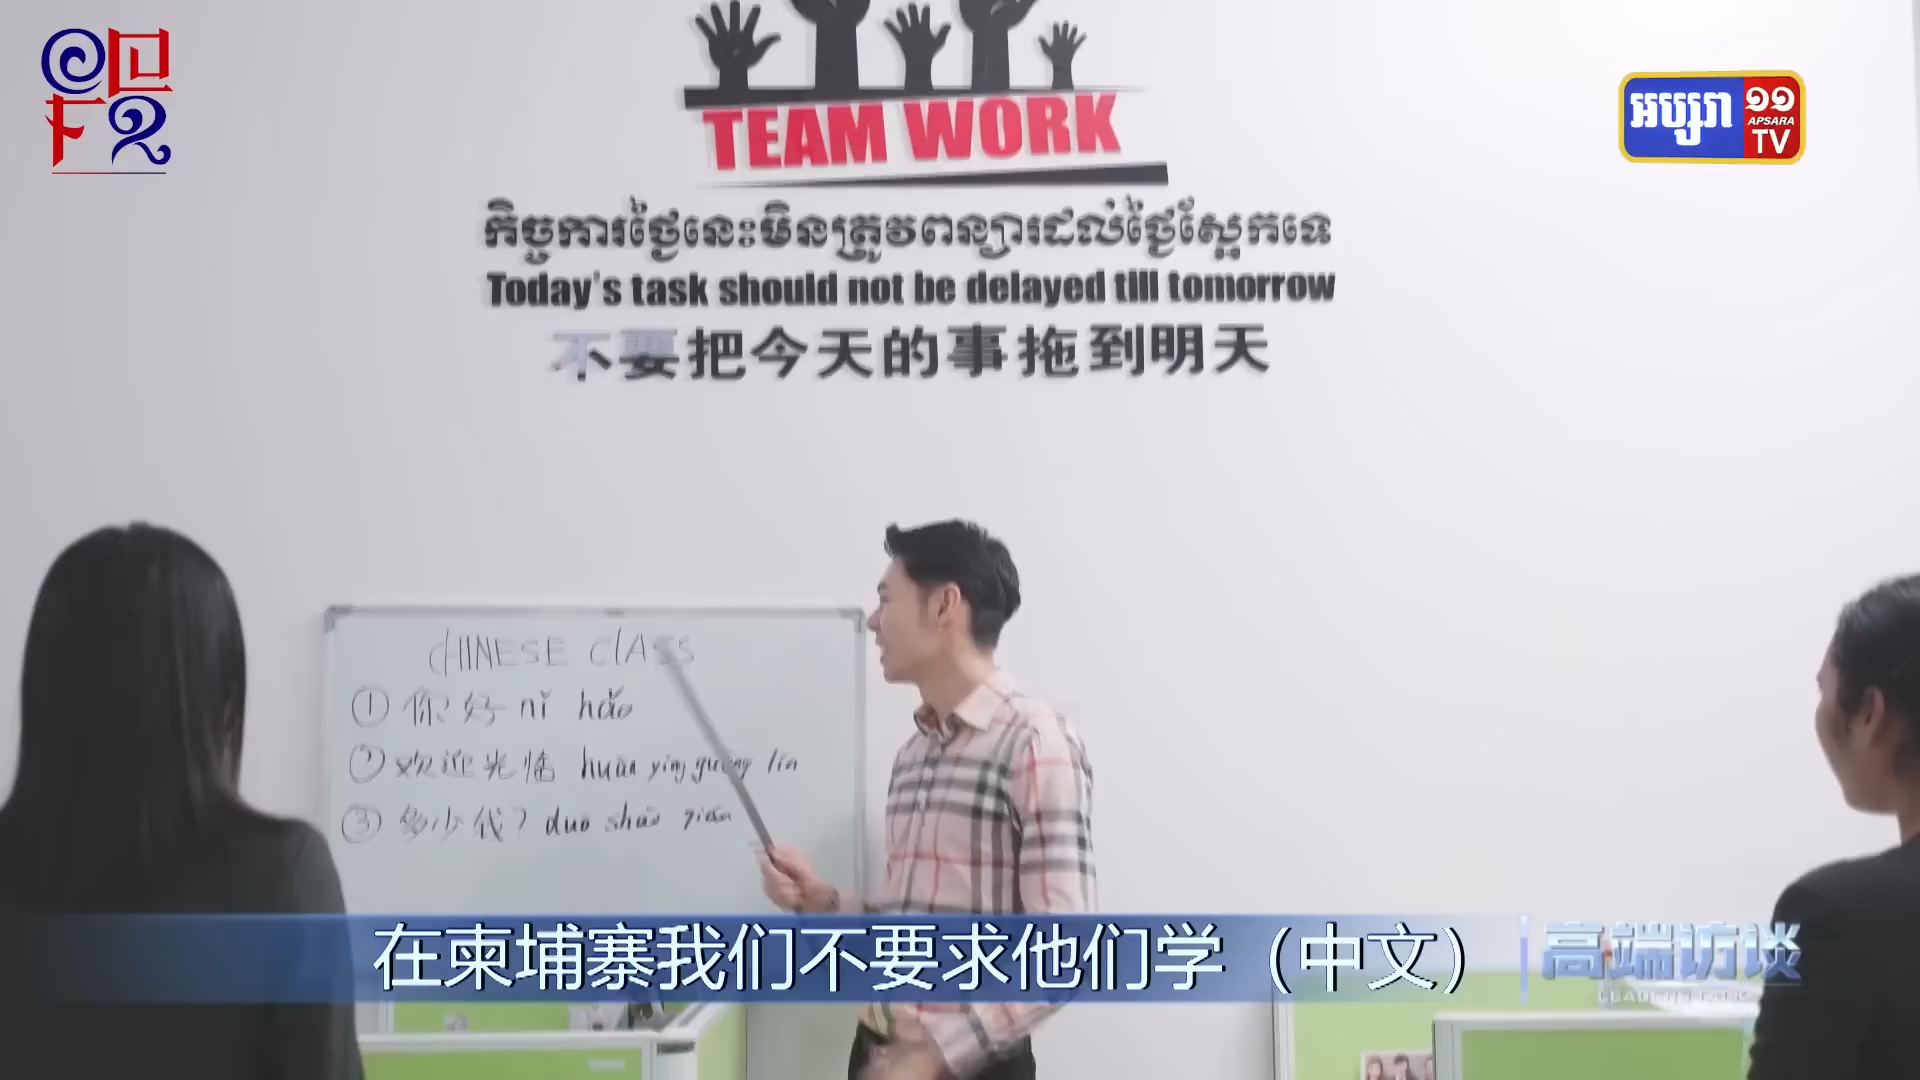 TEAM WORK
កិច្ចការថ្ងៃនេះមិនត្រូវពន្យារដល់ថ្ងៃស្អែកទេ
Today's task should not be delayed till tomorrow
不要把今天的事拖到明天
អប្សរា ១១
APSARA
TV
CHINESE ClASS
① 你好 nǐ hǎo
② 欢迎光临 huān yíng guāng lín
③ 多少钱? duō shǎo qián
在柬埔寨我们不要求他们学（中文）
高端访谈